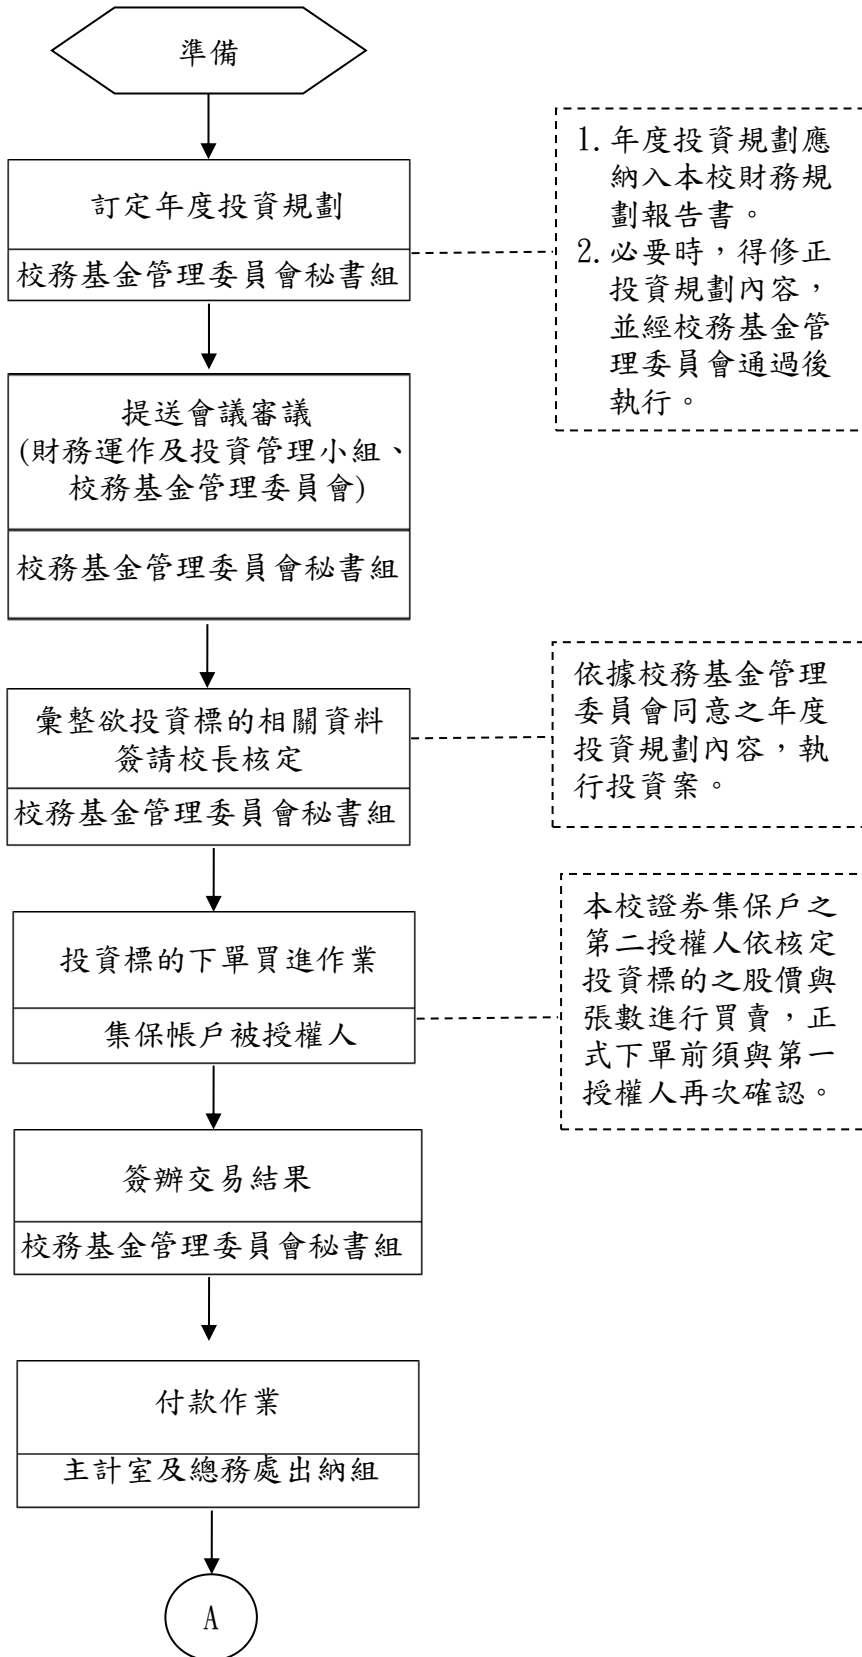 準備
訂定年度投資規劃
校務基金管理委員會秘書組
1. 年度投資規劃應
納入本校財務規
劃報告書。
2. 必要時，得修正
投資規劃內容，
並經校務基金管
理委員會通過後
執行。
提送會議審議
(財務運作及投資管理小組、
校務基金管理委員會)
校務基金管理委員會秘書組
彙整欲投資標的相關資料
簽請校長核定
校務基金管理委員會秘書組
依據校務基金管理
委員會同意之年度
投資規劃內容，執
行投資案。
投資標的下單買進作業
集保帳戶被授權人
本校證券集保戶之
第二授權人依核定
投資標的之股價與
張數進行買賣，正
式下單前須與第一
授權人再次確認。
簽辦交易結果
校務基金管理委員會秘書組
付款作業
主計室及總務處出納組
A